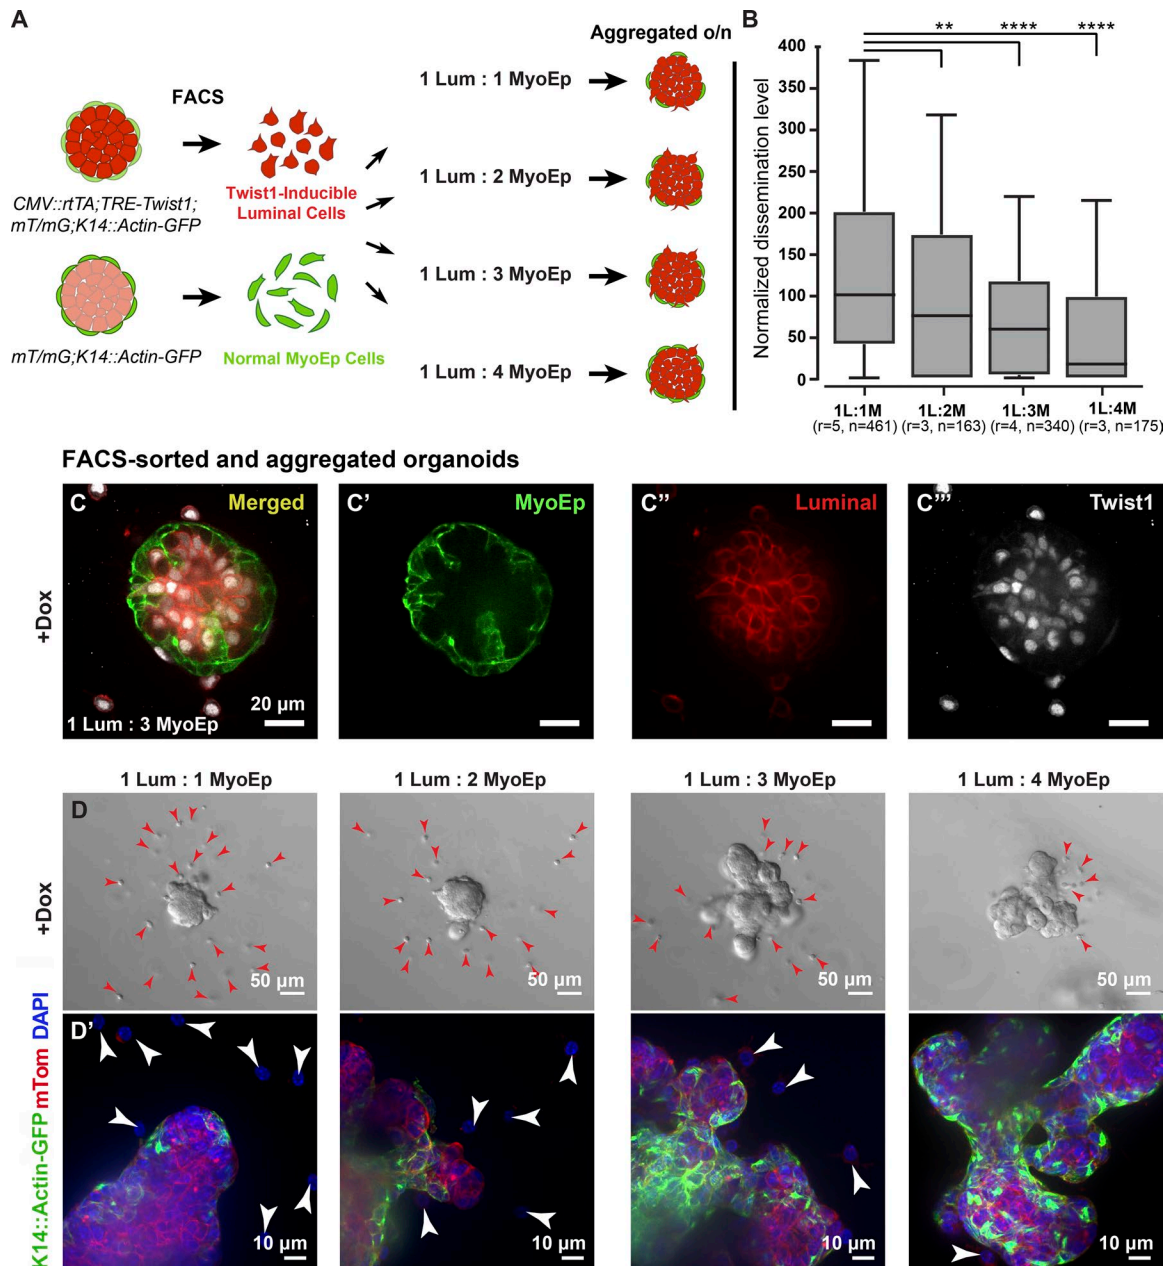 A
FACS
CMV::rtTA;TRE-Twist1;
mT/mG;K14::Actin-GFP
Twist1-Inducible
Luminal Cells
mT/mG;K14::Actin-GFP
Normal MyoEp Cells
Aggregated o/n
1 Lum : 1 MyoEp
1 Lum : 2 MyoEp
1 Lum : 3 MyoEp
1 Lum : 4 MyoEp
B
** **** ****
Normalized dissemination level
400
350
300
250
200
150
100
50
0
1L:1M 1L:2M 1L:3M 1L:4M
(r=5, n=461) (r=3, n=163) (r=4, n=340) (r=3, n=175)
FACS-sorted and aggregated organoids
+Dox
C Merged
20 µm
1 Lum : 3 MyoEp
C' MyoEp
C'' Luminal
C''' Twist1
1 Lum : 1 MyoEp 1 Lum : 2 MyoEp 1 Lum : 3 MyoEp 1 Lum : 4 MyoEp
+Dox
D
50 µm 50 µm 50 µm 50 µm
K14::Actin-GFP mTom DAPI
D'
10 µm 10 µm 10 µm 10 µm